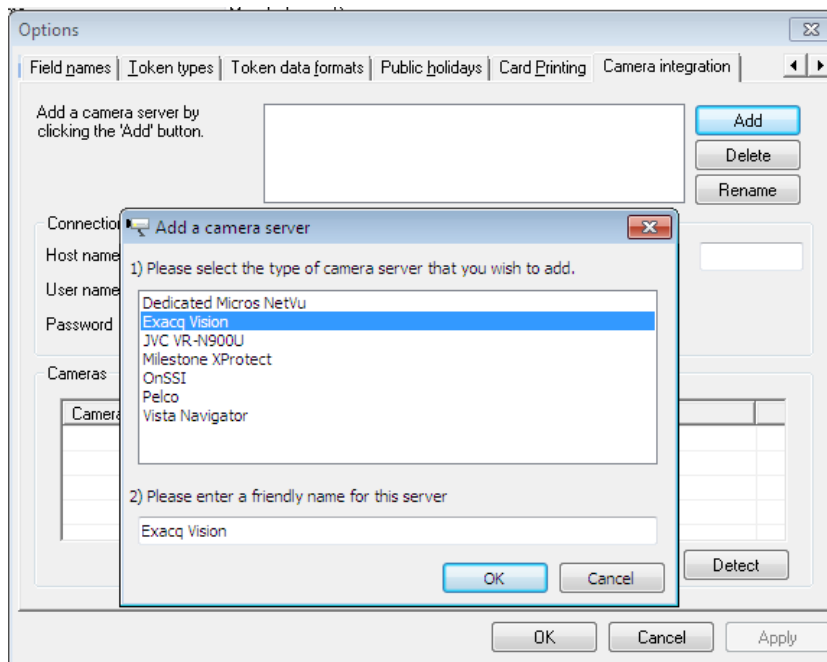 Options
Field names
Token types
Token data formats
Public holidays
Card Printing
Camera integration
Add a camera server by
clicking the 'Add' button.
Add
Delete
Rename
Connection
Host name
User name
Password
Add a camera server
1) Please select the type of camera server that you wish to add.
Dedicated Micros NetVu
Exacq Vision
JVC VR-N900U
Milestone XProtect
OnSSI
Pelco
Vista Navigator
2) Please enter a friendly name for this server
Exacq Vision
OK
Cancel
Cameras
Camera
Detect
OK
Cancel
Apply